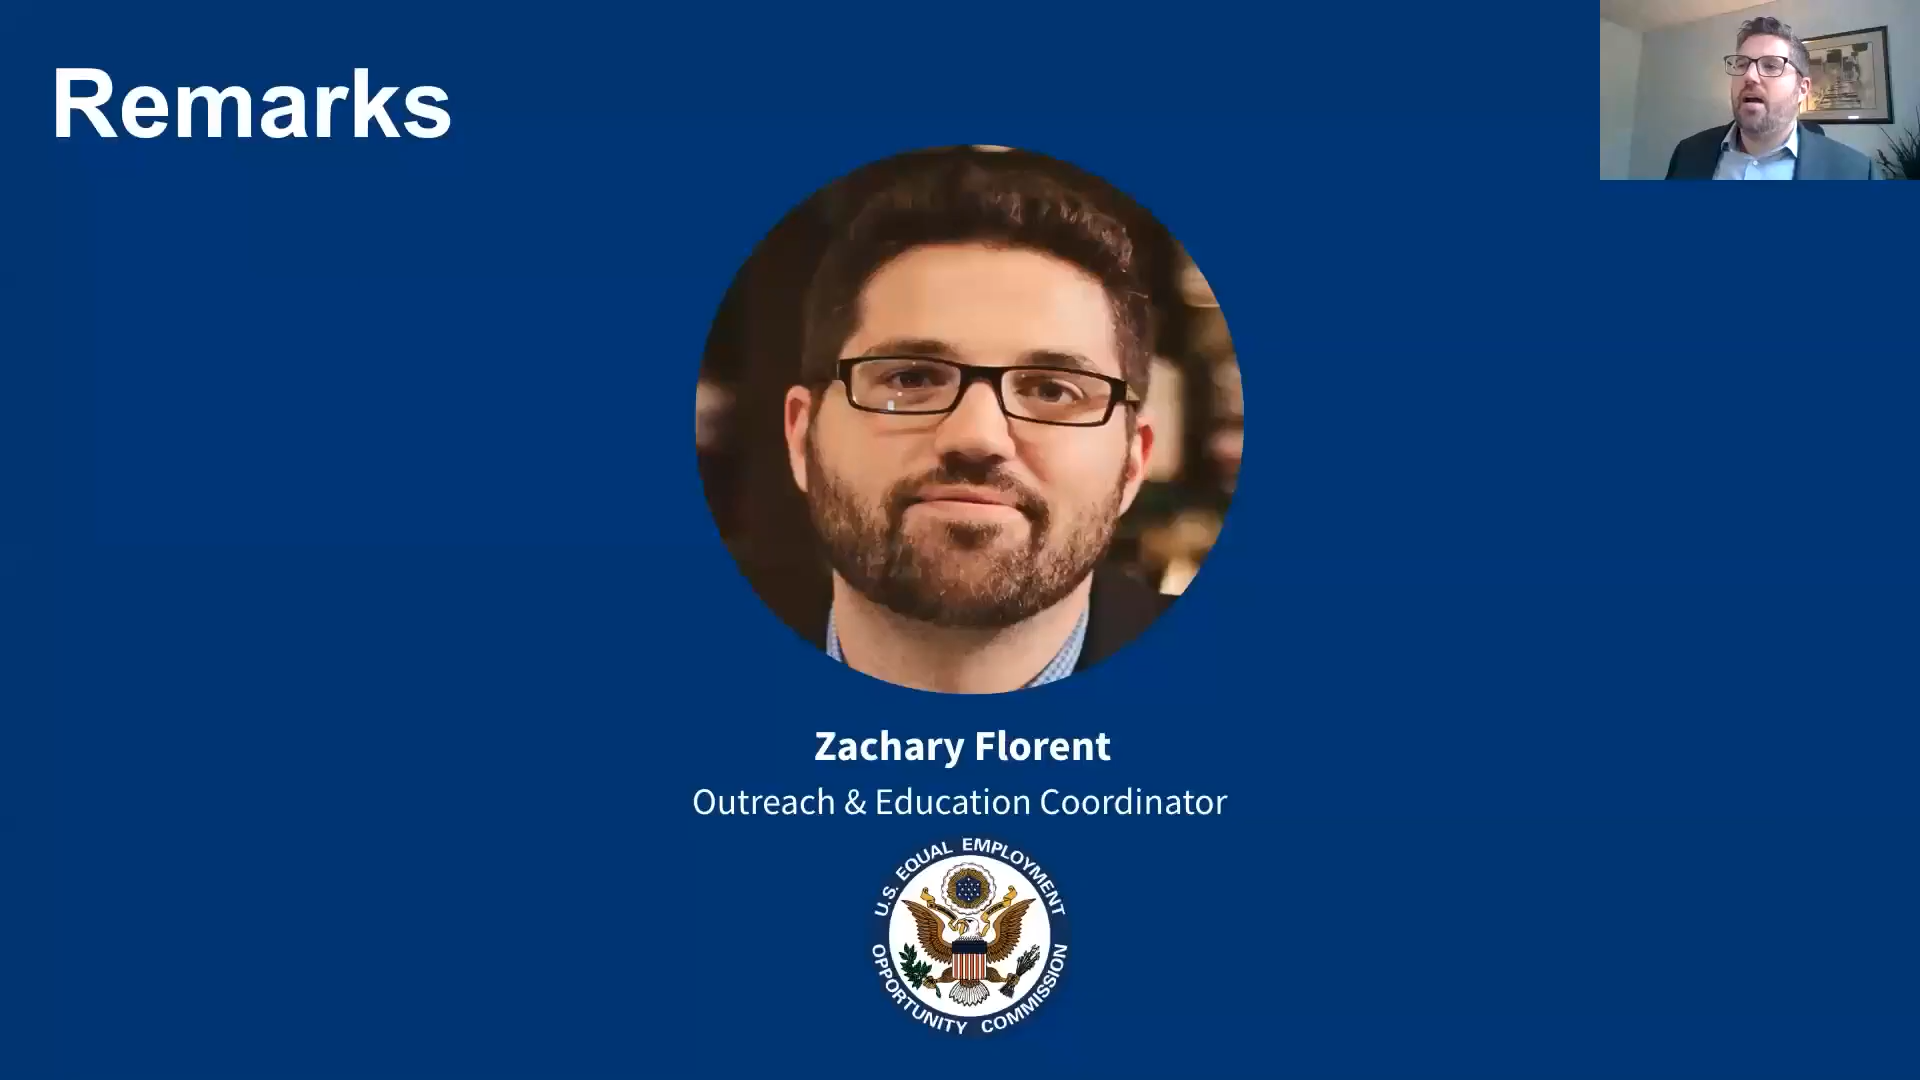 Remarks
Zachary Florent
Outreach & Education Coordinator
U.S. EQUAL EMPLOYMENT
OPPORTUNITY COMMISSION